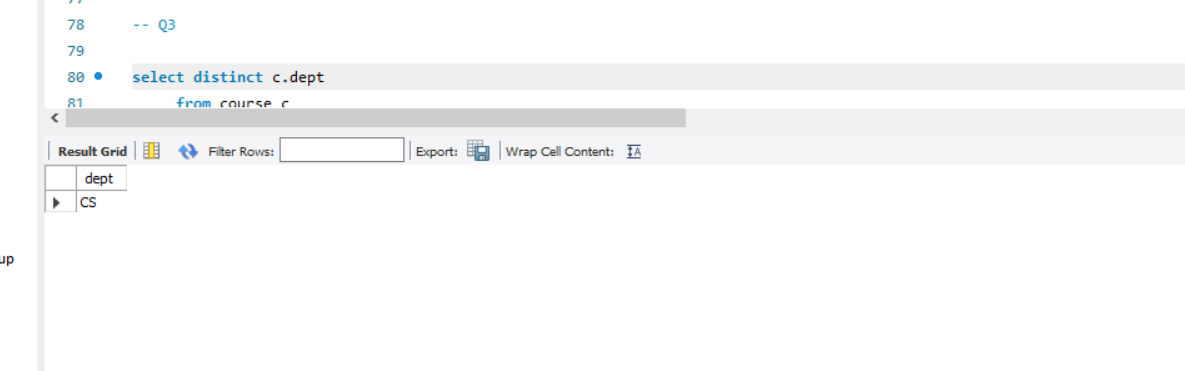 78 -- Q3
79
80 select distinct c.dept
81 from course c
<
Result Grid Filter Rows: Export: Wrap Cell Content: IA
dept
CS
up